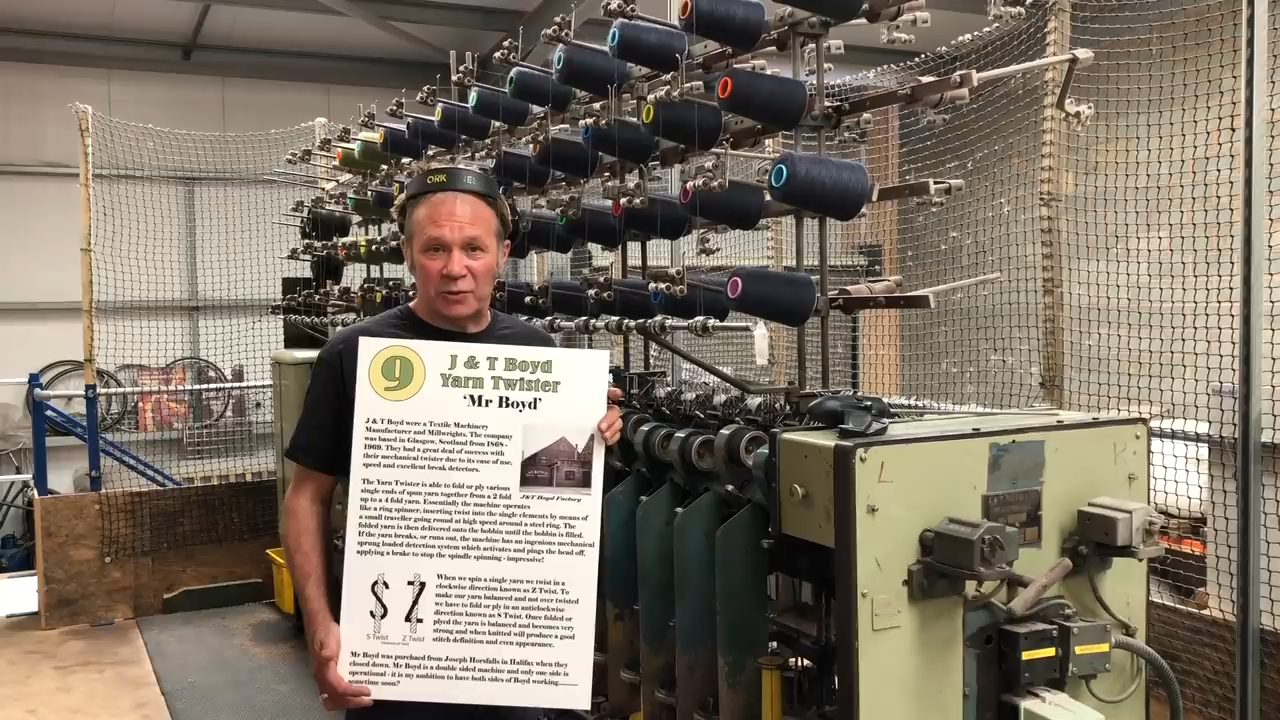 ORK
9
J & T Boyd
Yarn Twister
'Mr Boyd'
J & T Boyd were a Textile Machinery
Manufacturer and Millwrights. The company
was based in Glasgow, Scotland from 1868 -
1969. They had a great deal of success with
their mechanical twister due to its ease of use,
speed and excellent break detectors.
J&T Boyd Factory
The Yarn Twister is able to fold or ply various
single ends of spun yarn together from a 2 fold
up to a 4 fold yarn. Essentially the machine operates
like a ring spinner, inserting twist into the single elements by means of
a small traveller going round at high speed around a steel ring. The
folded yarn is then delivered onto the bobbin until the bobbin is filled.
If the yarn breaks, or runs out, the machine has an ingenious mechanical
sprung loaded detection system which activates and pings the head off,
applying a brake to stop the spindle spinning - impressive!
S Z
S Twist Z Twist
When we spin a single yarn we twist in a
clockwise direction known as Z Twist. To
make our yarn balanced and not over twisted
we have to fold or ply in an anticlockwise
direction known as S Twist. Once folded or
plyed the yarn is balanced and becomes very
strong and when knitted will produce a good
stitch definition and even appearance.
Mr Boyd was purchased from Joseph Horsfalls in Halifax when they
closed down. Mr Boyd is a double sided machine and only one side is
operational - it is my ambition to have both sides of Boyd working......
sometime soon?